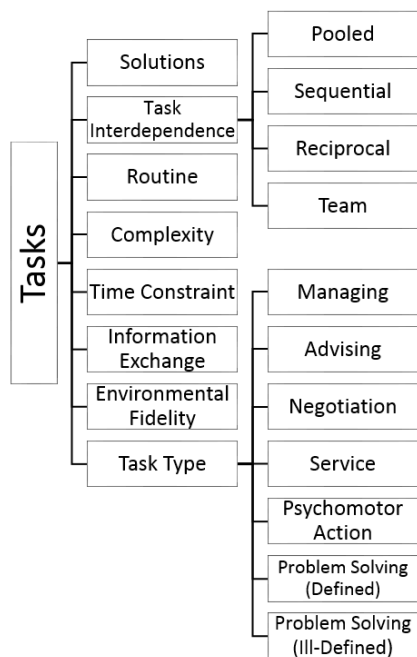 Tasks
Solutions
Task
Interdependence
Routine
Complexity
Time Constraint
Information
Exchange
Environmental
Fidelity
Task Type
Pooled
Sequential
Reciprocal
Team
Managing
Advising
Negotiation
Service
Psychomotor
Action
Problem Solving
(Defined)
Problem Solving
(Ill-Defined)